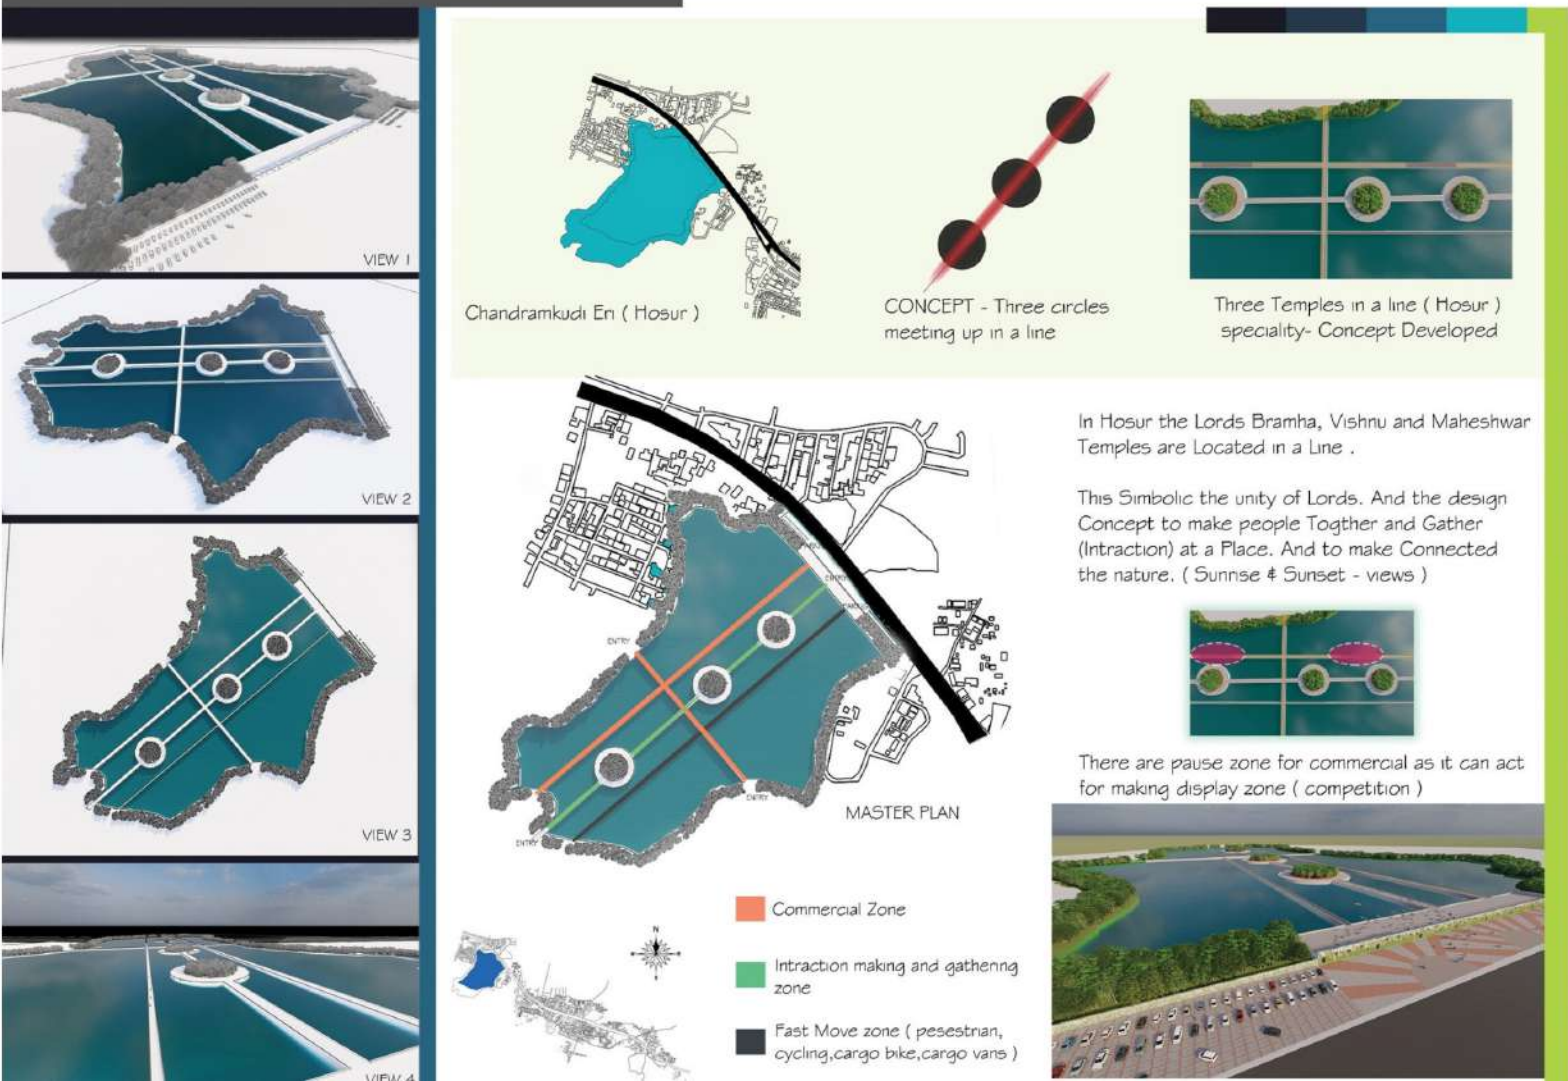 VIEW 1
VIEW 2
VIEW 3
VIEW 4
Chandramkudi Eri ( Hosur )
CONCEPT - Three circles
meeting up in a line
Three Temples in a line ( Hosur )
speciality- Concept Developed
In Hosur the Lords Bramha, Vishnu and Maheshwar
Temples are Located in a Line .
This Simbolic the unity of Lords. And the design
Concept to make people Togther and Gather
(Intraction) at a Place. And to make Connected
the nature. ( Sunrise & Sunset - views )
There are pause zone for commercial as it can act
for making display zone ( competition )
ENTRY
ENTRY
ENTRY
ENTRY
MASTER PLAN
N
Commercial Zone
Intraction making and gathering
zone
Fast Move zone ( pesestrian,
cycling,cargo bike,cargo vans )